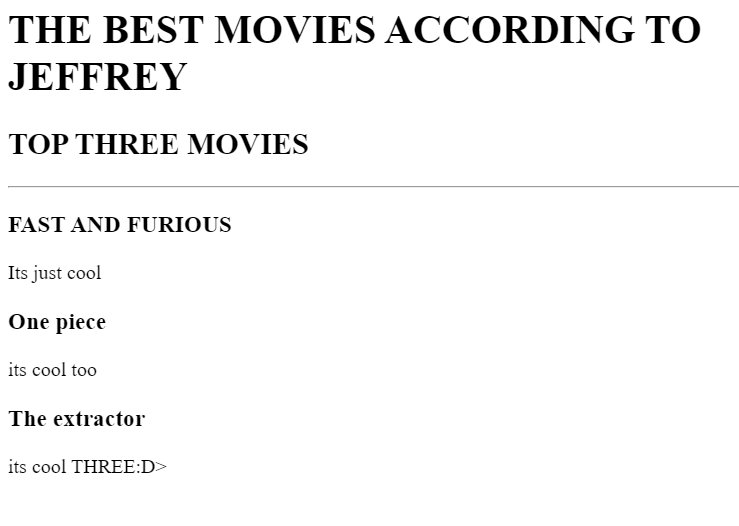 THE BEST MOVIES ACCORDING TO
JEFFREY
TOP THREE MOVIES
FAST AND FURIOUS
Its just cool
One piece
its cool too
The extractor
its cool THREE:D>